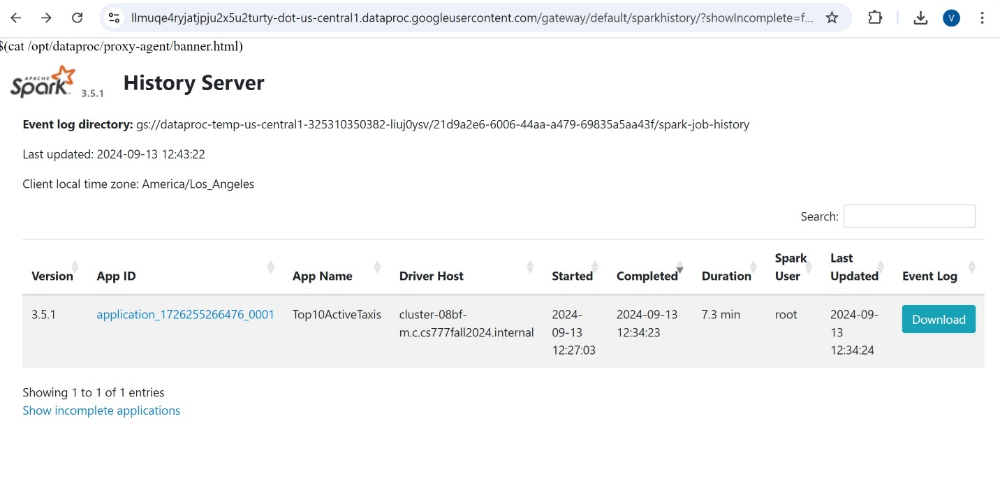 llmuqe4ryjatjpju2x5u2turty-dot-us-central1.dataproc.googleusercontent.com/gateway/default/sparkhistory/?showIncomplete=f...
V
$(cat /opt/dataproc/proxy-agent/banner.html)
APACHE Spark 3.5.1 History Server
Event log directory: gs://dataproc-temp-us-central1-325310350382-liuj0ysv/21d9a2e6-6006-44aa-a479-69835a5aa43f/spark-job-history
Last updated: 2024-09-13 12:43:22
Client local time zone: America/Los_Angeles
Search:
Version App ID App Name Driver Host Started Completed Duration Spark User Last Updated Event Log
3.5.1 application_1726255266476_0001 Top10ActiveTaxis cluster-08bf- 2024- 2024-09-13 7.3 min root 2024-09- Download
m.c.cs777fall2024.internal 09-13 12:34:23 13
12:27:03 12:34:24
Showing 1 to 1 of 1 entries
Show incomplete applications